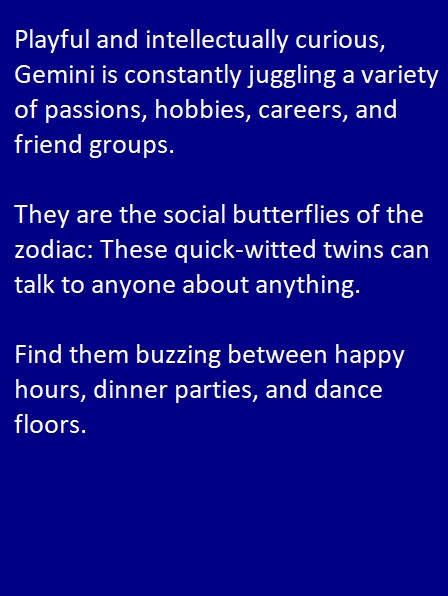 Playful and intellectually curious,
Gemini is constantly juggling a variety
of passions, hobbies, careers, and
friend groups.
They are the social butterflies of the
zodiac: These quick-witted twins can
talk to anyone about anything.
Find them buzzing between happy
hours, dinner parties, and dance
floors.